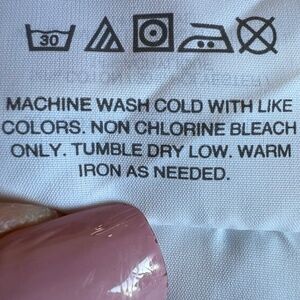 30
MACHINE WASH COLD WITH LIKE
COLORS. NON CHLORINE BLEACH
ONLY. TUMBLE DRY LOW. WARM
IRON AS NEEDED.